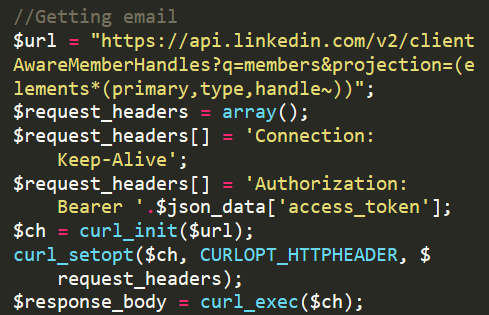 //Getting email
$url = "https://api.linkedin.com/v2/client
AwareMemberHandles?q=members&projection=(e
lements*(primary,type,handle~))";
$request_headers = array();
$request_headers[] = 'Connection:
Keep-Alive';
$request_headers[] = 'Authorization:
Bearer '.$json_data['access_token'];
$ch = curl_init($url);
curl_setopt($ch, CURLOPT_HTTPHEADER, $
request_headers);
$response_body = curl_exec($ch);